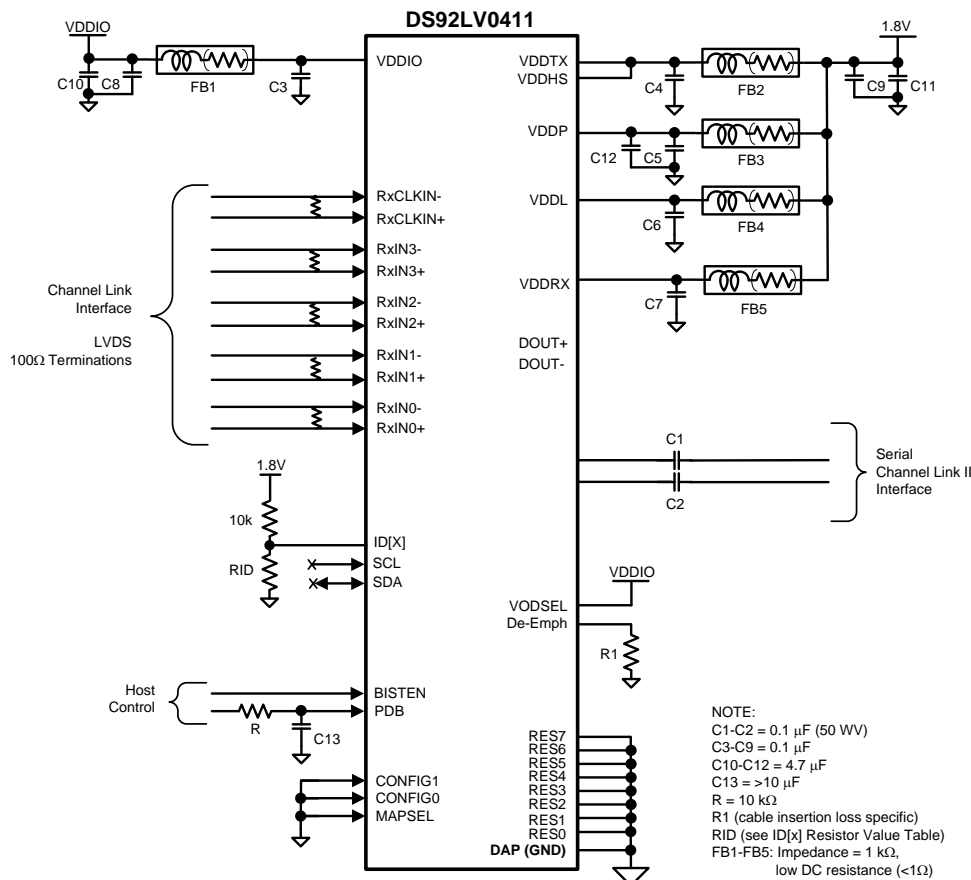 DS92LV0411
VDDIO
C10
C8
FB1
C3
VDDIO
VDDTX
VDDHS
C4
FB2
1.8V
C9
C11
VDDP
C12
C5
FB3
VDDL
C6
FB4
VDDRX
C7
FB5
DOUT+
DOUT-
Channel Link
Interface
LVDS
100Ω Terminations
RxCLKIN-
RxCLKIN+
RxIN3-
RxIN3+
RxIN2-
RxIN2+
RxIN1-
RxIN1+
RxIN0-
RxIN0+
C1
C2
Serial
Channel Link II
Interface
1.8V
10k
RID
ID[X]
SCL
SDA
VDDIO
VODSEL
De-Emph
R1
Host
Control
R
C13
BISTEN
PDB
CONFIG1
CONFIG0
MAPSEL
RES7
RES6
RES5
RES4
RES3
RES2
RES1
RES0
DAP (GND)
NOTE:
C1-C2 = 0.1 μF (50 WV)
C3-C9 = 0.1 μF
C10-C12 = 4.7 μF
C13 = >10 μF
R = 10 kΩ
R1 (cable insertion loss specific)
RID (see ID[x] Resistor Value Table)
FB1-FB5: Impedance = 1 kΩ,
low DC resistance (<1Ω)